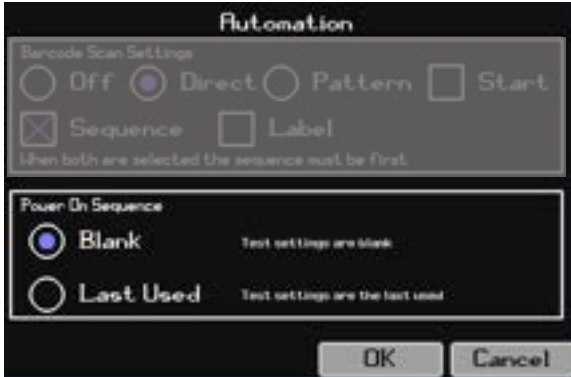 Automation
Barcode Scan Settings
Off Direct Pattern Start
Sequence Label
When both are selected the sequence must be first
Power On Sequence
Blank Test settings are blank
Last Used Test settings are the last used
OK Cancel